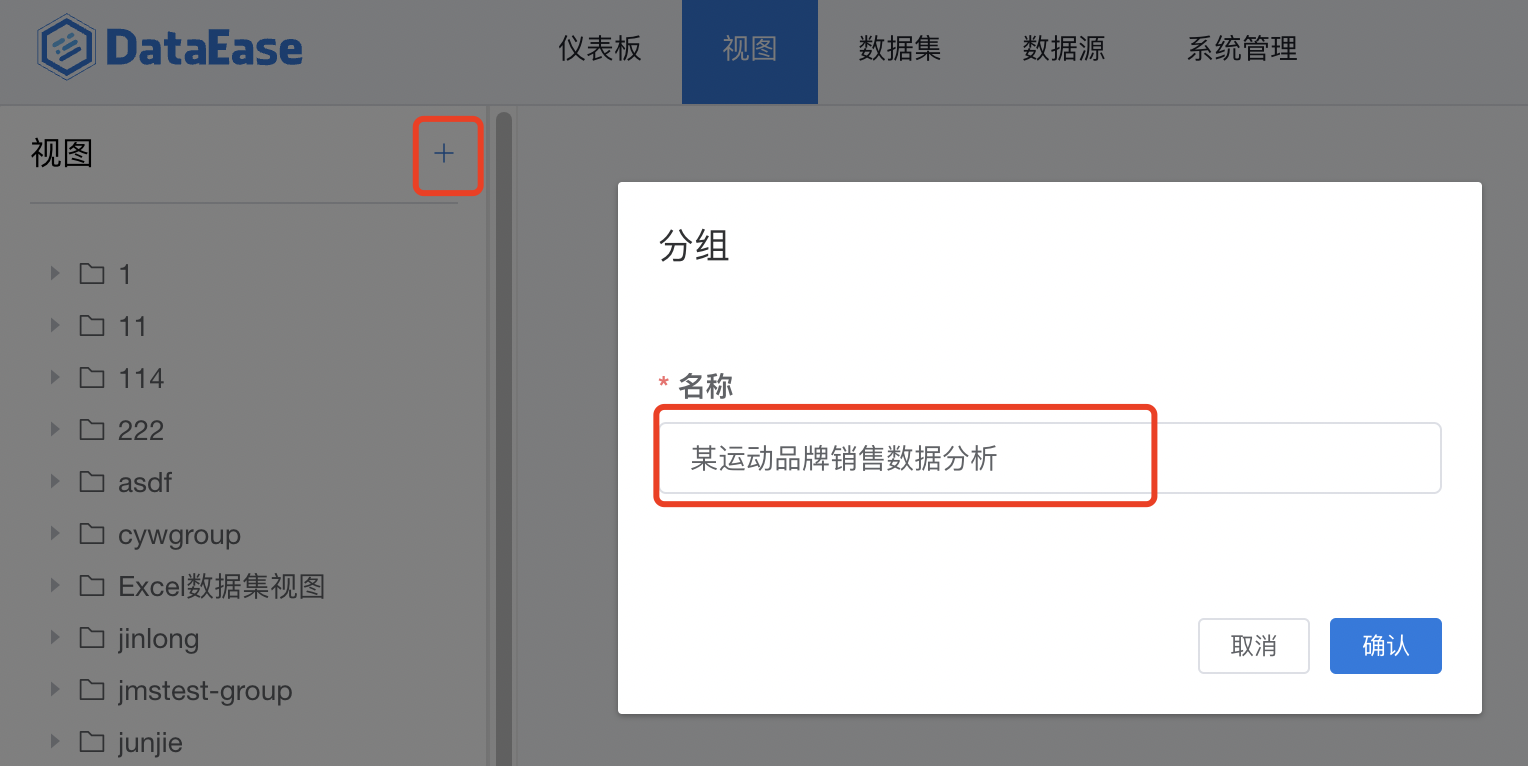 DataEase 仪表板 视图 数据集 数据源 系统管理
视图 +
1
11
114
222
asdf
cywgroup
Excel数据集视图
jinlong
jmstest-group
junjie
分组
* 名称
某运动品牌销售数据分析
取消 确认